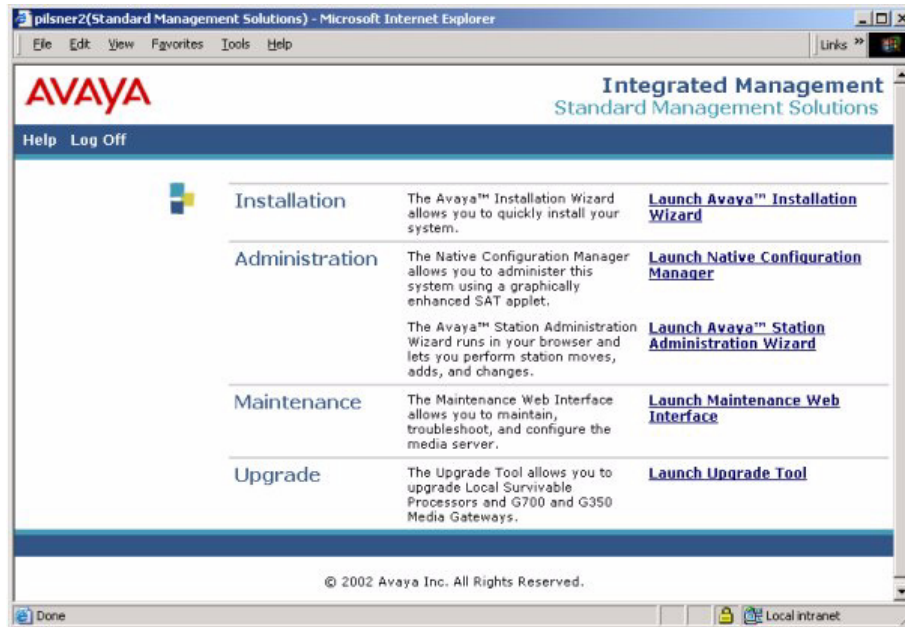 pilsner2(Standard Management Solutions) - Microsoft Internet Explorer
File Edit View Favorites Tools Help
Links »
AVAYA
Integrated Management
Standard Management Solutions
Help Log Off
Installation
The Avaya™ Installation Wizard
allows you to quickly install your
system.
Launch Avaya™ Installation
Wizard
Administration
The Native Configuration Manager
allows you to administer this
system using a graphically
enhanced SAT applet.
Launch Native Configuration
Manager
The Avaya™ Station Administration
Wizard runs in your browser and
lets you perform station moves,
adds, and changes.
Launch Avaya™ Station
Administration Wizard
Maintenance
The Maintenance Web Interface
allows you to maintain,
troubleshoot, and configure the
media server.
Launch Maintenance Web
Interface
Upgrade
The Upgrade Tool allows you to
upgrade Local Survivable
Processors and G700 and G350
Media Gateways.
Launch Upgrade Tool
© 2002 Avaya Inc. All Rights Reserved.
Done
Local intranet